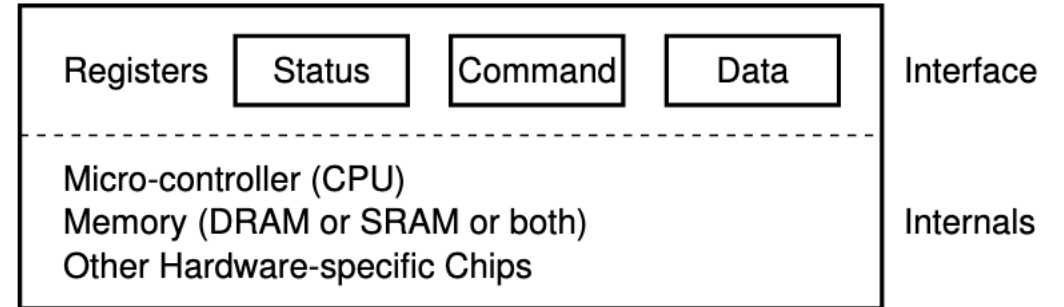 Registers Status Command Data Interface
Micro-controller (CPU)
Memory (DRAM or SRAM or both) Internals
Other Hardware-specific Chips